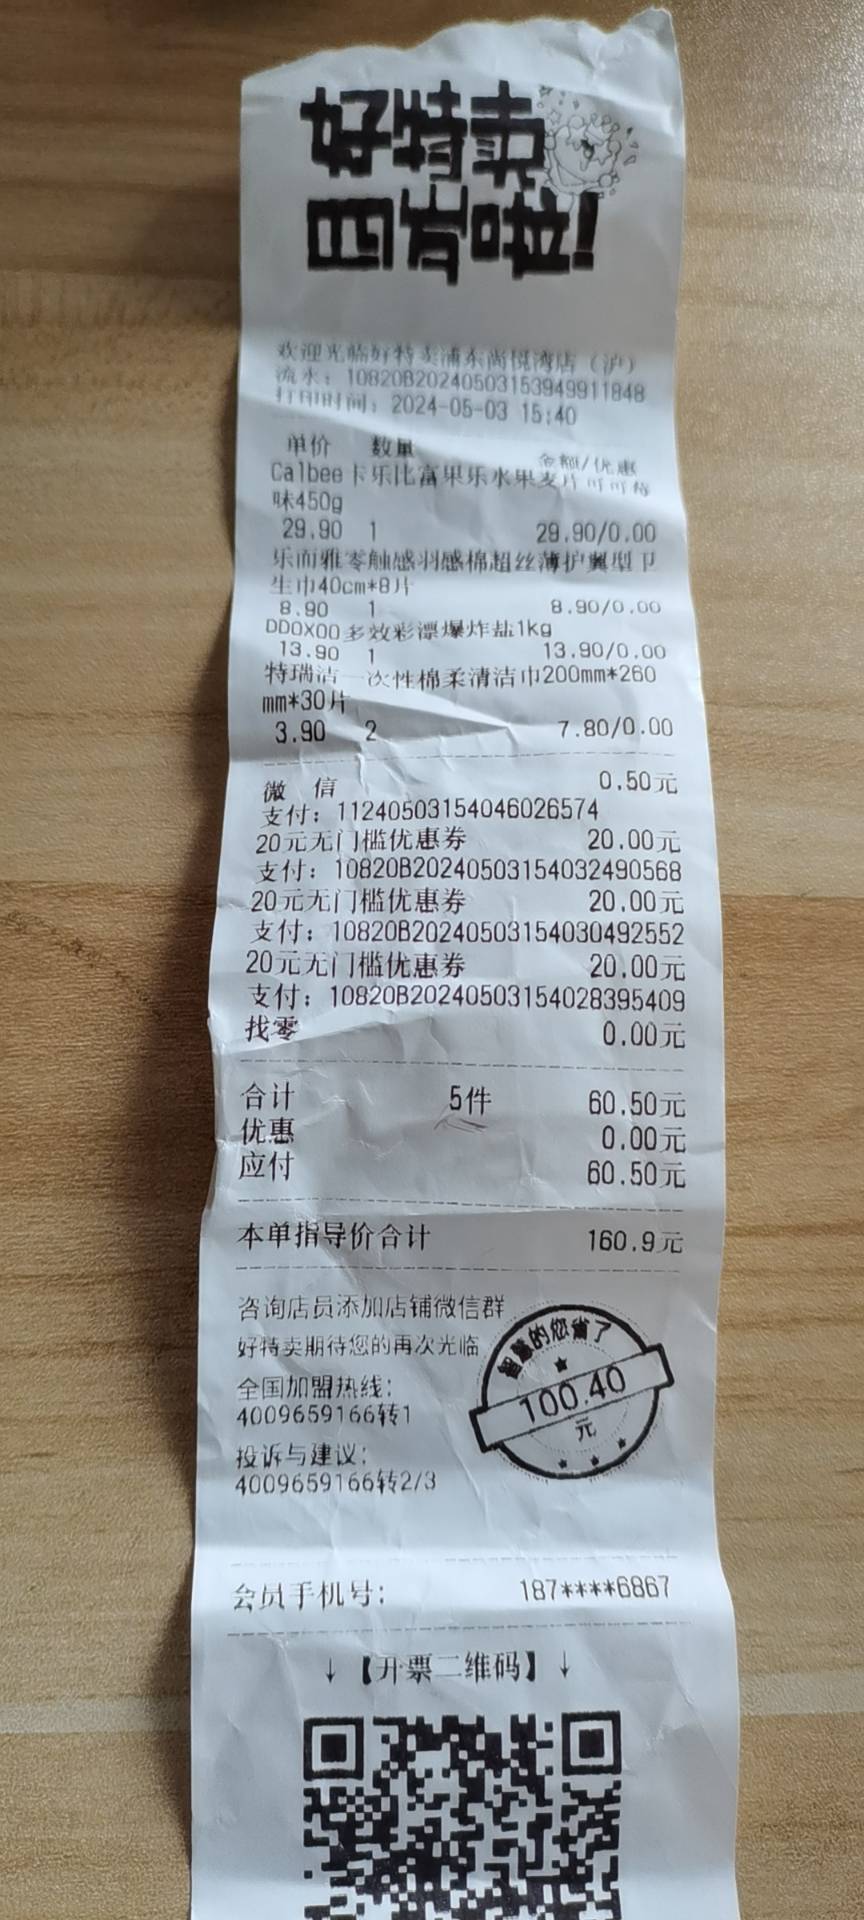 好特卖
欢迎光临好特卖浦东尚悦湾店（沪）
流水：10820B20240503153949911848
打印时间：2024-05-03 15:40
单价 数量 金额/优惠
Calbee卡乐比富果乐水果麦片可可
味450g
29.90 1 29.90/0.00
乐而雅零触感羽感棉超丝薄护翼型卫
生巾40cm*8片
8.90 1 8.90/0.00
DDOXOO多效彩漂爆炸盐1Kg
13.90 1 13.90/0.00
特瑞洁一次性棉柔清洁巾200mm*260
mm*30片
3.90 2 7.80/0.00
微 信 0.50元
支付：11240503154046026574
20元无门槛优惠券 20.00元
支付：10820B202405031540324​90568
20元无门槛优惠券 20.00元
支付：10820B20240503154030492552
20元无门槛优惠券 20.00元
支付：10820B20240503154028395409
找零 0.00元
合计 5件 60.50元
优惠 0.00元
应付 60.50元
本单指导价合计 160.9元
咨询店员添加店铺微信群
好特卖期待您的再次光临
智慧的您省了
100.40
元
全国加盟热线：
4009659166转1
投诉与建议：
4009659166转2/3
会员手机号： 187****6867
↓【开票二维码】↓